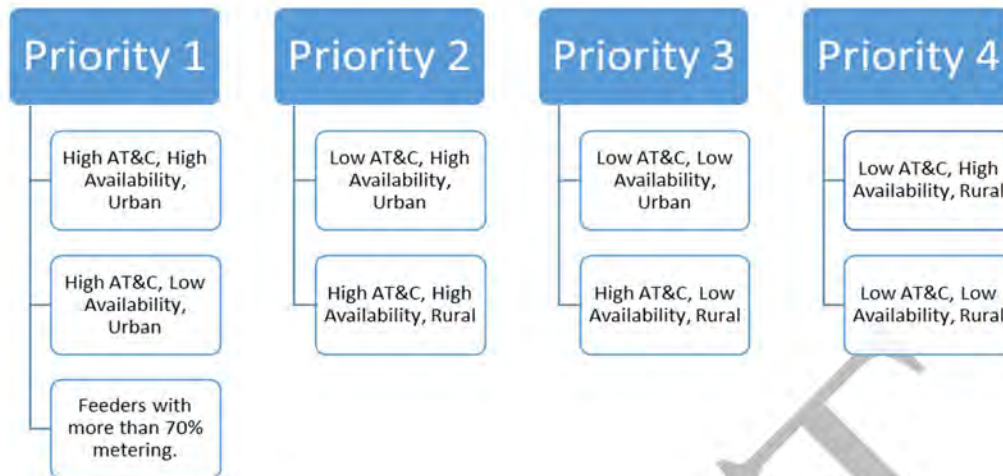 Priority 1
High AT&C, High
Availability,
Urban
High AT&C, Low
Availability,
Urban
Feeders with
more than 70%
metering.
Priority 2
Low AT&C, High
Availability,
Urban
High AT&C, High
Availability, Rural
Priority 3
Low AT&C, Low
Availability,
Urban
High AT&C, Low
Availability, Rural
Priority 4
Low AT&C, High
Availability, Rural
Low AT&C, Low
Availability, Rural